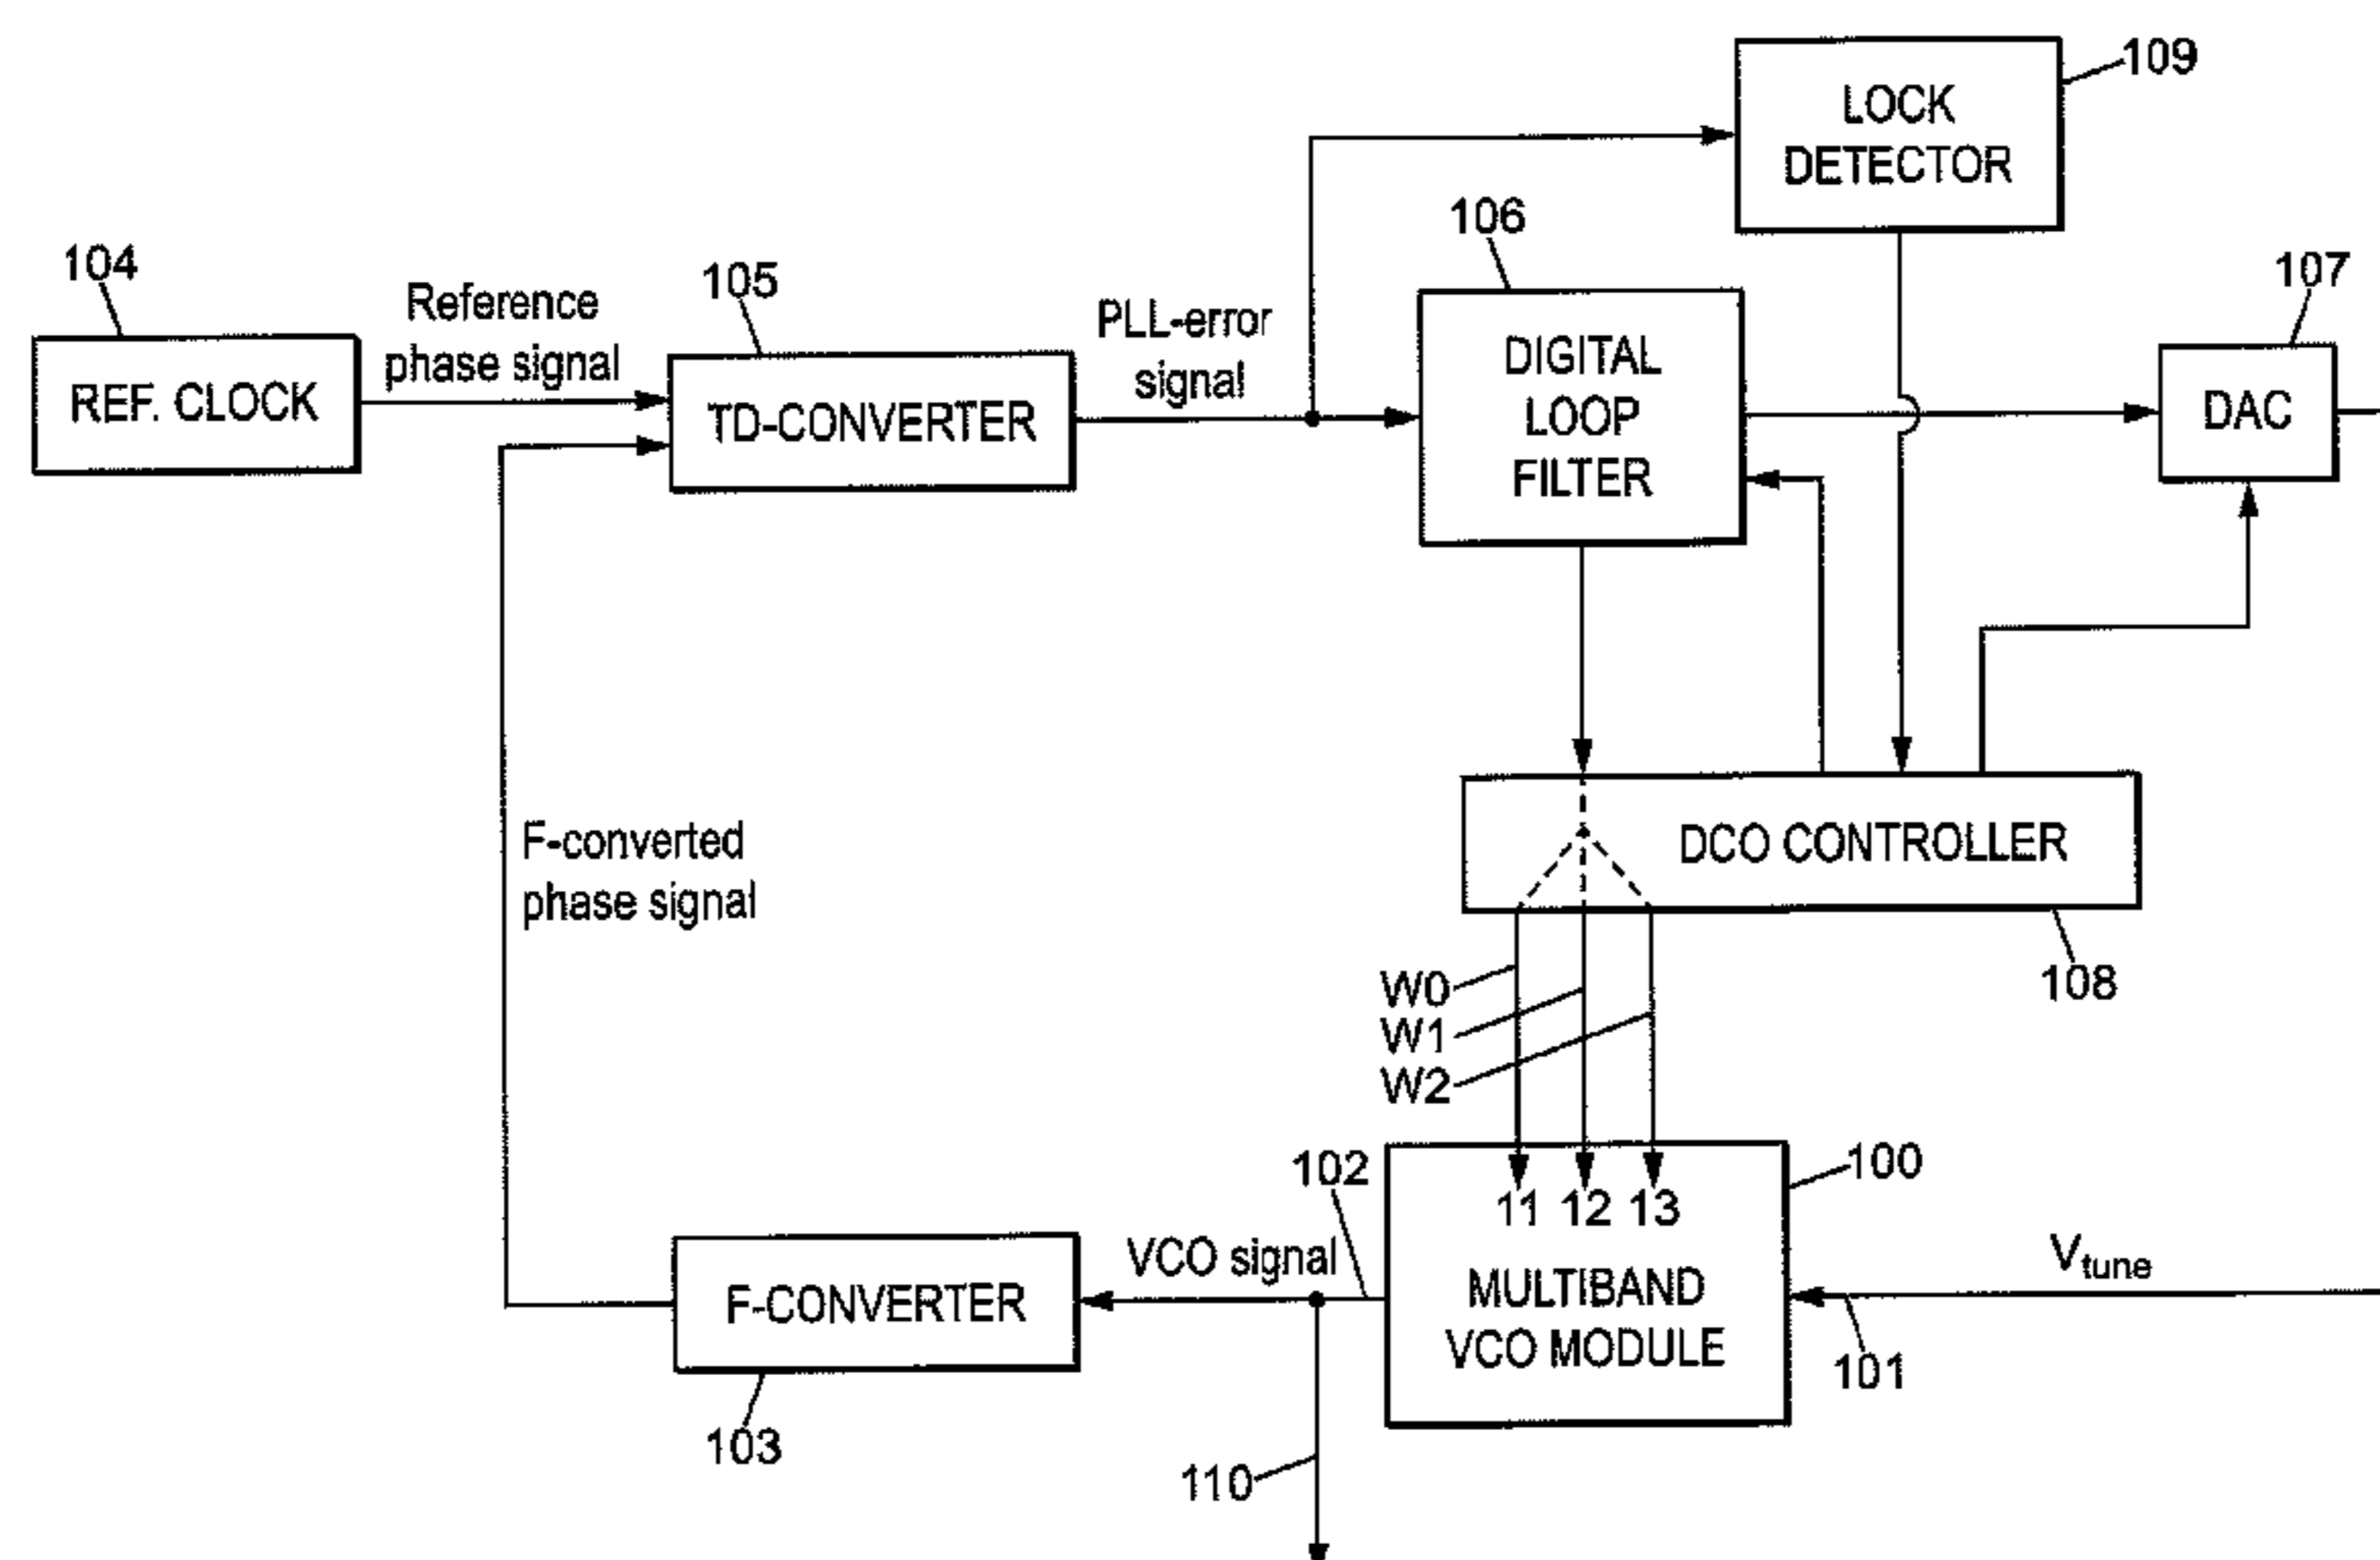 109
LOCK
DETECTOR
106
107
104
Reference
phase signal
105
PLL-error
signal
REF. CLOCK
TD-CONVERTER
DIGITAL
LOOP
FILTER
DAC
F-converted
phase signal
DCO CONTROLLER
108
W0
W1
W2
102
100
11 12 13
VCO signal
MULTIBAND
VCO MODULE
Vtune
101
F-CONVERTER
103
110